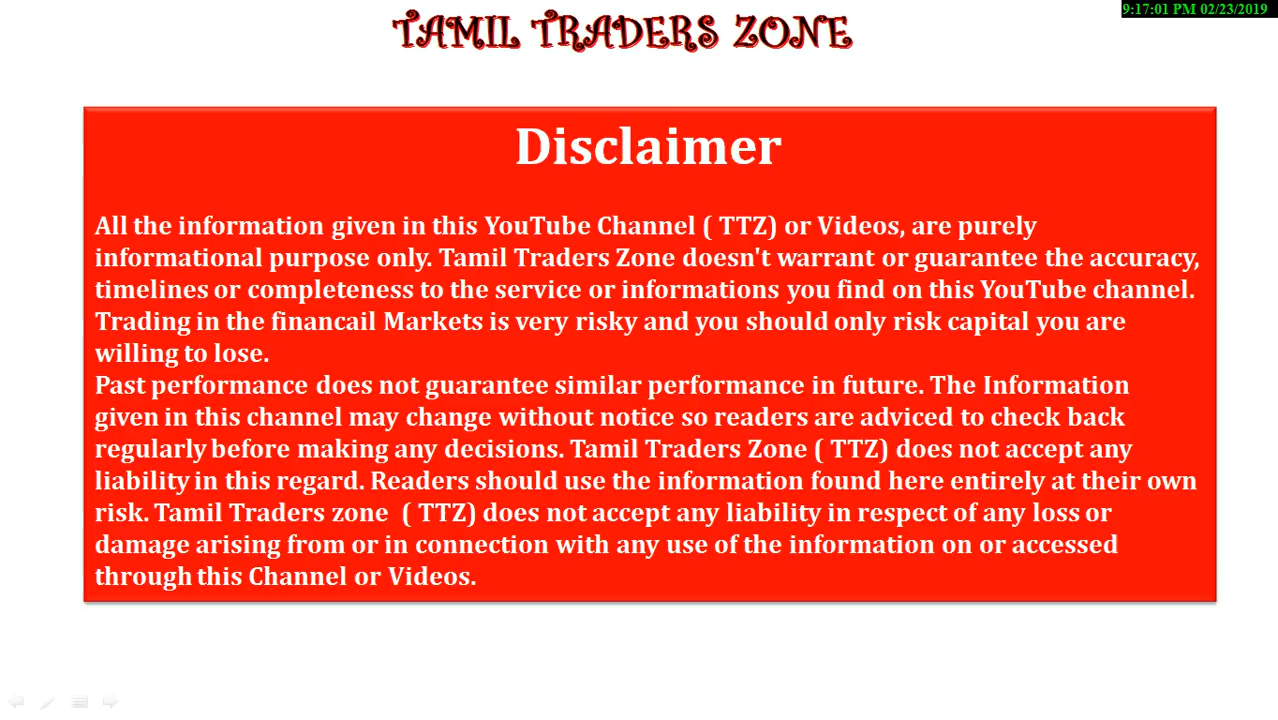 9:17:01 PM 02/23/2019
TAMIL TRADERS ZONE
Disclaimer
All the information given in this YouTube Channel ( TTZ) or Videos, are purely
informational purpose only. Tamil Traders Zone doesn't warrant or guarantee the accuracy,
timelines or completeness to the service or informations you find on this YouTube channel.
Trading in the financail Markets is very risky and you should only risk capital you are
willing to lose.
Past performance does not guarantee similar performance in future. The Information
given in this channel may change without notice so readers are adviced to check back
regularly before making any decisions. Tamil Traders Zone ( TTZ) does not accept any
liability in this regard. Readers should use the information found here entirely at their own
risk. Tamil Traders zone  ( TTZ) does not accept any liability in respect of any loss or
damage arising from or in connection with any use of the information on or accessed
through this Channel or Videos.